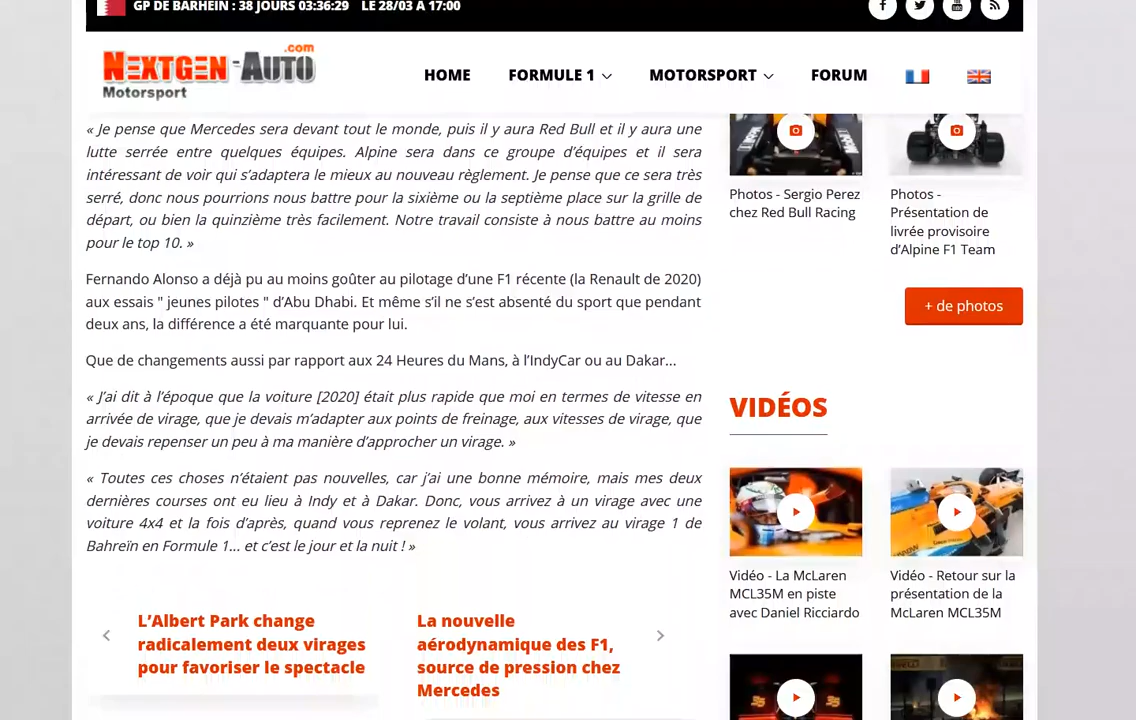 GP DE BARHEIN : 38 JOURS 03:36:29 LE 28/03 A 17:00
NEXTGEN-AUTO
.com
Motorsport
HOME
FORMULE 1
MOTORSPORT
FORUM
« Je pense que Mercedes sera devant tout le monde, puis il y aura Red Bull et il y aura une
lutte serrée entre quelques équipes. Alpine sera dans ce groupe d’équipes et il sera
intéressant de voir qui s’adaptera le mieux au nouveau règlement. Je pense que ce sera très
serré, donc nous pourrions nous battre pour la sixième ou la septième place sur la grille de
départ, ou bien la quinzième très facilement. Notre travail consiste à nous battre au moins
pour le top 10. »
Fernando Alonso a déjà pu au moins goûter au pilotage d’une F1 récente (la Renault de 2020)
aux essais " jeunes pilotes " d’Abu Dhabi. Et même s’il ne s’est absenté du sport que pendant
deux ans, la différence a été marquante pour lui.
Que de changements aussi par rapport aux 24 Heures du Mans, à l’IndyCar ou au Dakar...
« J’ai dit à l’époque que la voiture [2020] était plus rapide que moi en termes de vitesse en
arrivée de virage, que je devais m’adapter aux points de freinage, aux vitesses de virage, que
je devais repenser un peu à ma manière d’approcher un virage. »
« Toutes ces choses n’étaient pas nouvelles, car j’ai une bonne mémoire, mais mes deux
dernières courses ont eu lieu à Indy et à Dakar. Donc, vous arrivez à un virage avec une
voiture 4x4 et la fois d’après, quand vous reprenez le volant, vous arrivez au virage 1 de
Bahreïn en Formule 1... et c’est le jour et la nuit ! »
L’Albert Park change
radicalement deux virages
pour favoriser le spectacle
La nouvelle
aérodynamique des F1,
source de pression chez
Mercedes
Photos - Sergio Perez
chez Red Bull Racing
Photos -
Présentation de
livrée provisoire
d’Alpine F1 Team
+ de photos
VIDÉOS
Vidéo - La McLaren
MCL35M en piste
avec Daniel Ricciardo
Vidéo - Retour sur la
présentation de la
McLaren MCL35M